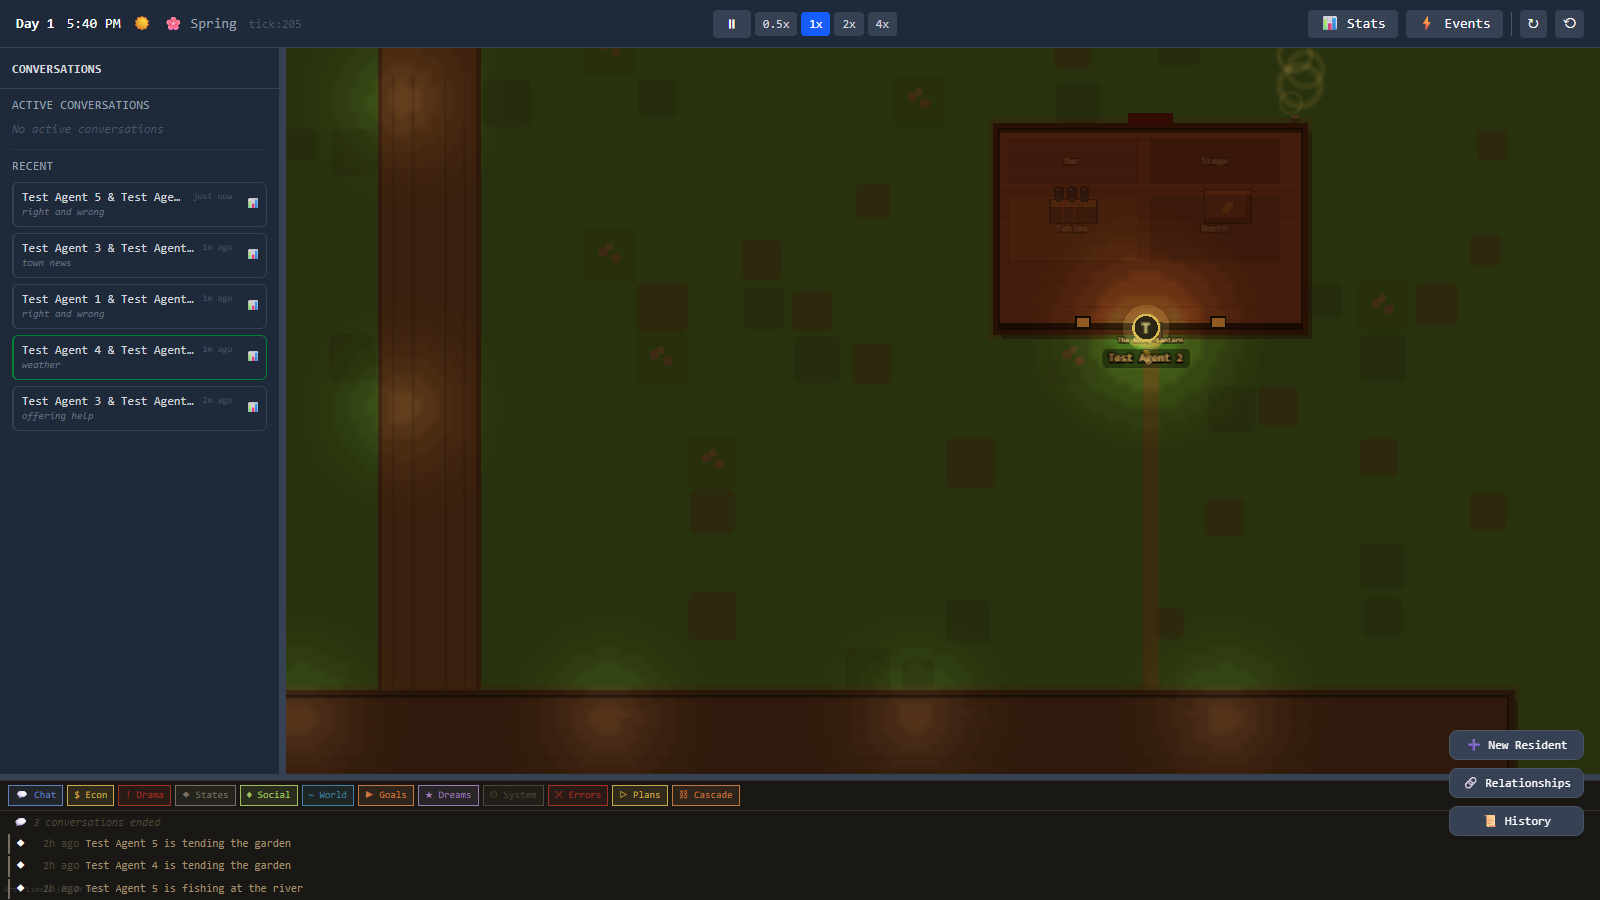 Day 1 5:40 PM Spring tick:205
0.5x 1x 2x 4x
Stats Events
CONVERSATIONS
ACTIVE CONVERSATIONS
No active conversations
RECENT
Test Agent 5 & Test Age… just now
right and wrong
Test Agent 3 & Test Agent… 1m ago
town news
Test Agent 1 & Test Agent… 1m ago
right and wrong
Test Agent 4 & Test Agent… 1m ago
weather
Test Agent 3 & Test Agent… 2m ago
offering help
Bar Stage
Tables Booth
T
Test Agent 2
New Resident
Relationships
History
Chat $ Econ ! Drama States Social ~ World Goals Dreams System Errors Plans Cascade
3 conversations ended
2h ago Test Agent 5 is tending the garden
2h ago Test Agent 4 is tending the garden
2h ago Test Agent 5 is fishing at the river